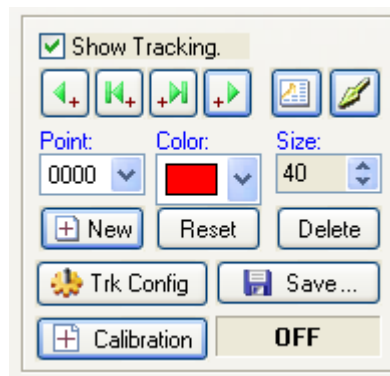 Show Tracking.
Point: Color: Size:
0000 40
New Reset Delete
Trk Config Save...
Calibration OFF